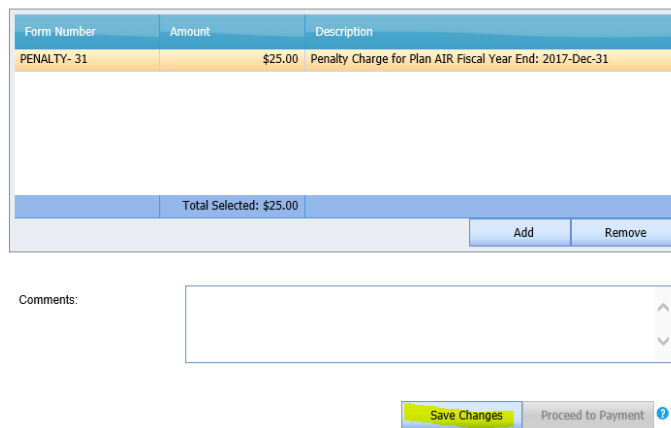 Form Number Amount Description
PENALTY- 31 $25.00 Penalty Charge for Plan AIR Fiscal Year End: 2017-Dec-31
Total Selected: $25.00
Add Remove
Comments:
Save Changes Proceed to Payment ?